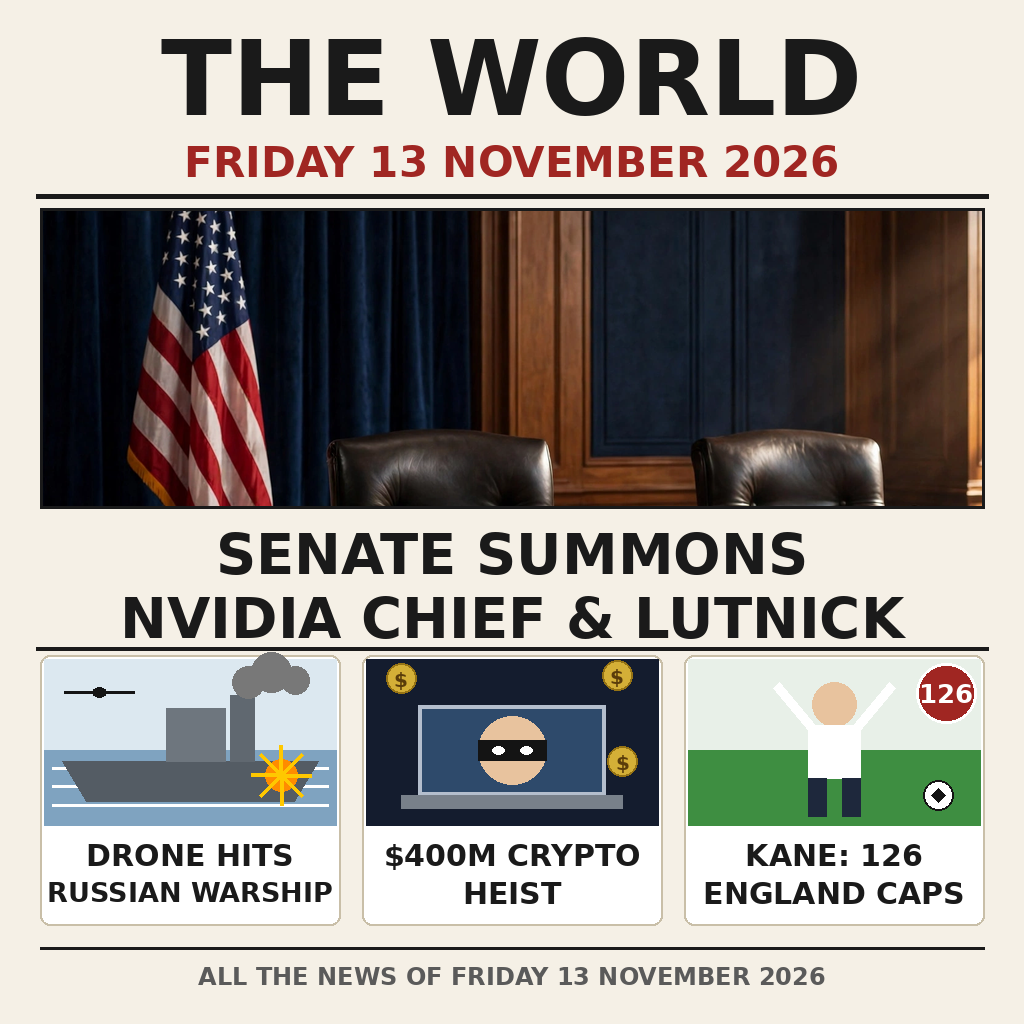 THE WORLD
FRIDAY 13 NOVEMBER 2026
SENATE SUMMONS
NVIDIA CHIEF & LUTNICK
$
$
$
126
DRONE HITS
RUSSIAN WARSHIP
$400M CRYPTO
HEIST
KANE: 126
ENGLAND CAPS
ALL THE NEWS OF FRIDAY 13 NOVEMBER 2026